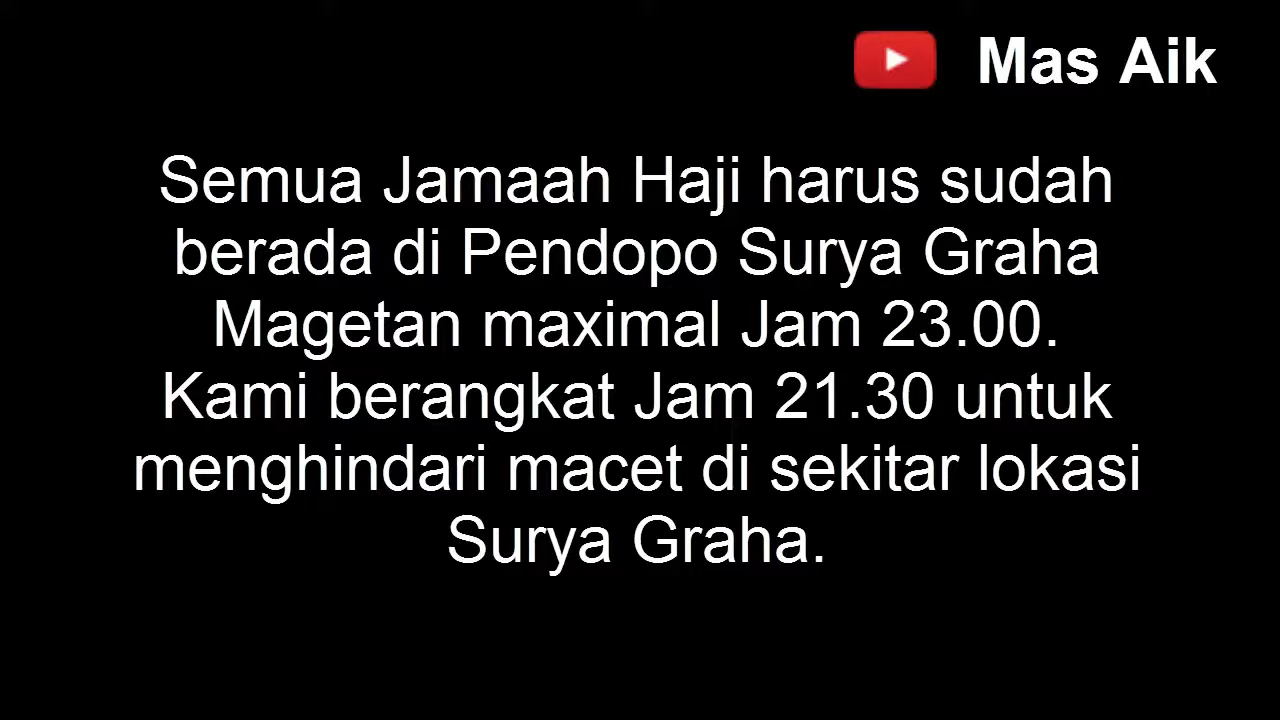 Mas Aik
Semua Jamaah Haji harus sudah
berada di Pendopo Surya Graha
Magetan maximal Jam 23.00.
Kami berangkat Jam 21.30 untuk
menghindari macet di sekitar lokasi
Surya Graha.